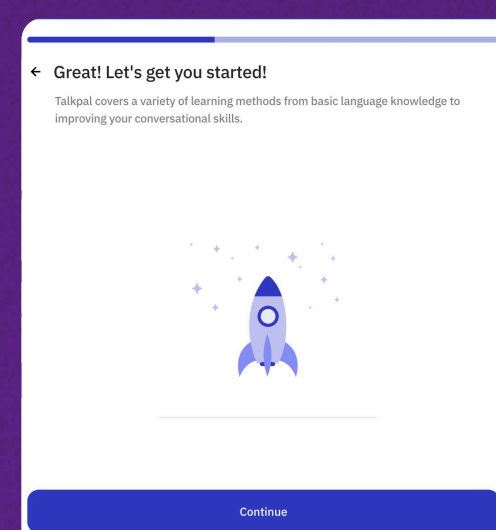 Great! Let's get you started!
Talkpal covers a variety of learning methods from basic language knowledge to
improving your conversational skills.
Continue